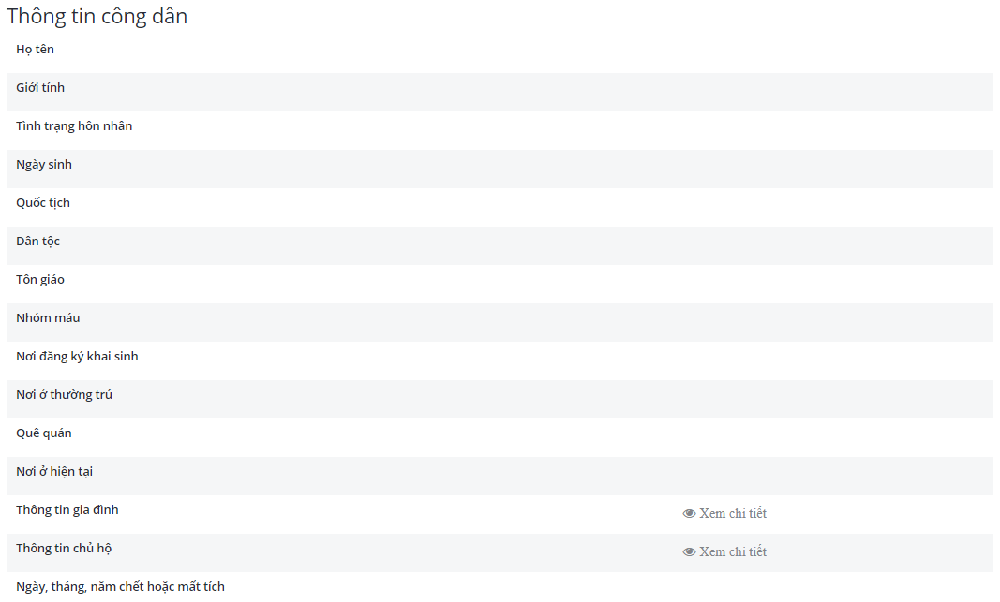 Thông tin công dân
Họ tên
Giới tính
Tình trạng hôn nhân
Ngày sinh
Quốc tịch
Dân tộc
Tôn giáo
Nhóm máu
Nơi đăng ký khai sinh
Nơi ở thường trú
Quê quán
Nơi ở hiện tại
Thông tin gia đình Xem chi tiết
Thông tin chủ hộ Xem chi tiết
Ngày, tháng, năm chết hoặc mất tích